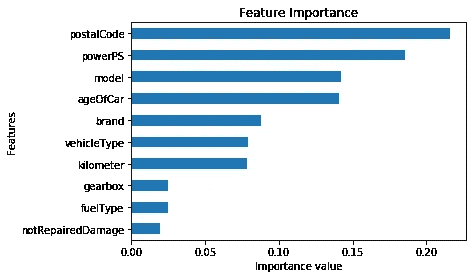 Feature Importance
postalCode
powerPS
model
ageOfCar
brand
vehicleType
kilometer
gearbox
fuelType
notRepairedDamage
Features
0.00 0.05 0.10 0.15 0.20
Importance value